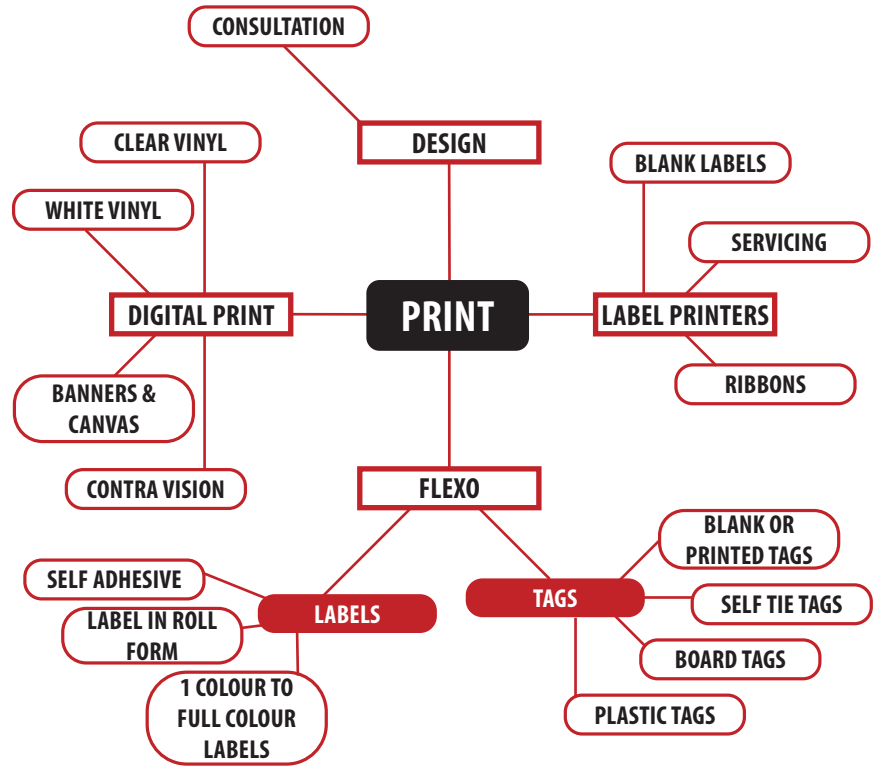 CONSULTATION
DESIGN
CLEAR VINYL
WHITE VINYL
DIGITAL PRINT
BANNERS &
CANVAS
CONTRA VISION
PRINT
BLANK LABELS
SERVICING
LABEL PRINTERS
RIBBONS
FLEXO
SELF ADHESIVE
LABELS
LABEL IN ROLL
FORM
1 COLOUR TO
FULL COLOUR
LABELS
TAGS
BLANK OR
PRINTED TAGS
SELF TIE TAGS
BOARD TAGS
PLASTIC TAGS